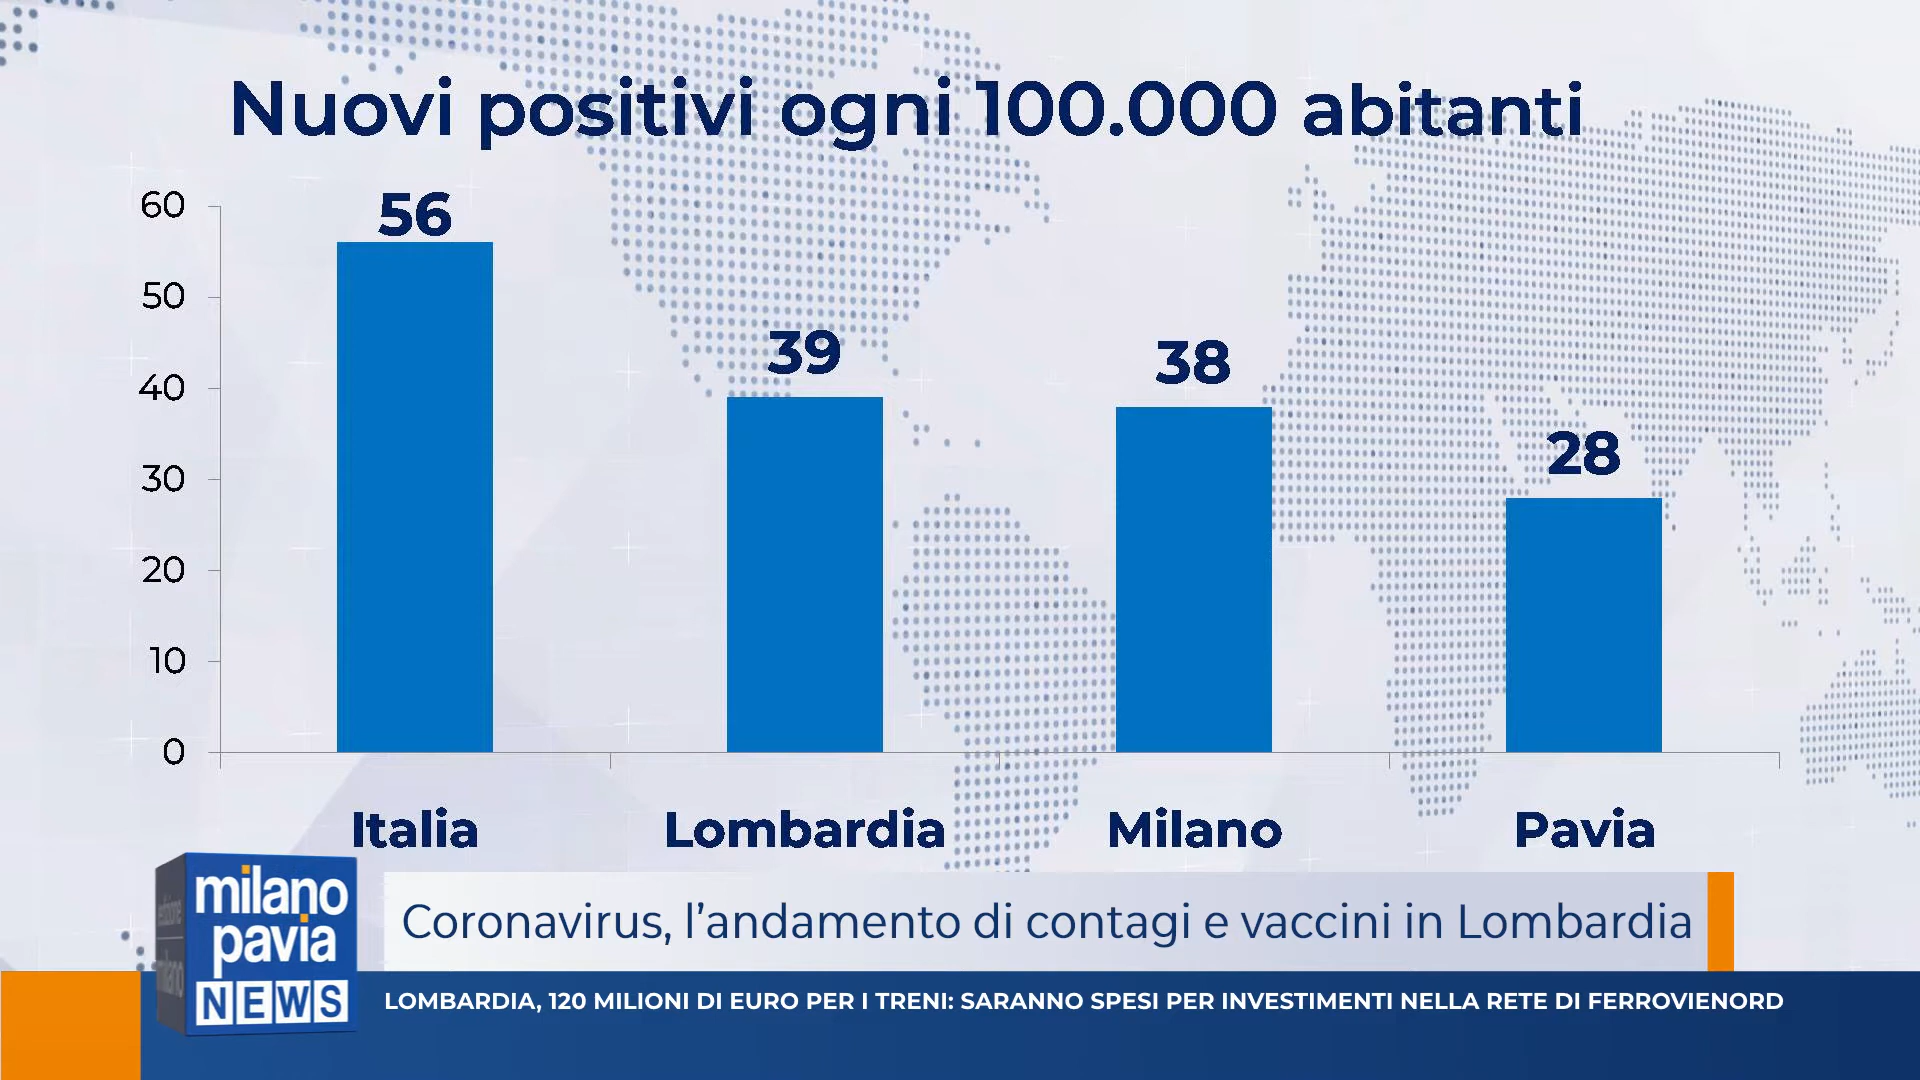 Nuovi positivi ogni 100.000 abitanti
60
50
40
30
20
10
0
56
39
38
28
Italia
Lombardia
Milano
Pavia
milano
pavia
NEWS
Coronavirus, l'andamento di contagi e vaccini in Lombardia
LOMBARDIA, 120 MILIONI DI EURO PER I TRENI: SARANNO SPESI PER INVESTIMENTI NELLA RETE DI FERROVIENORD